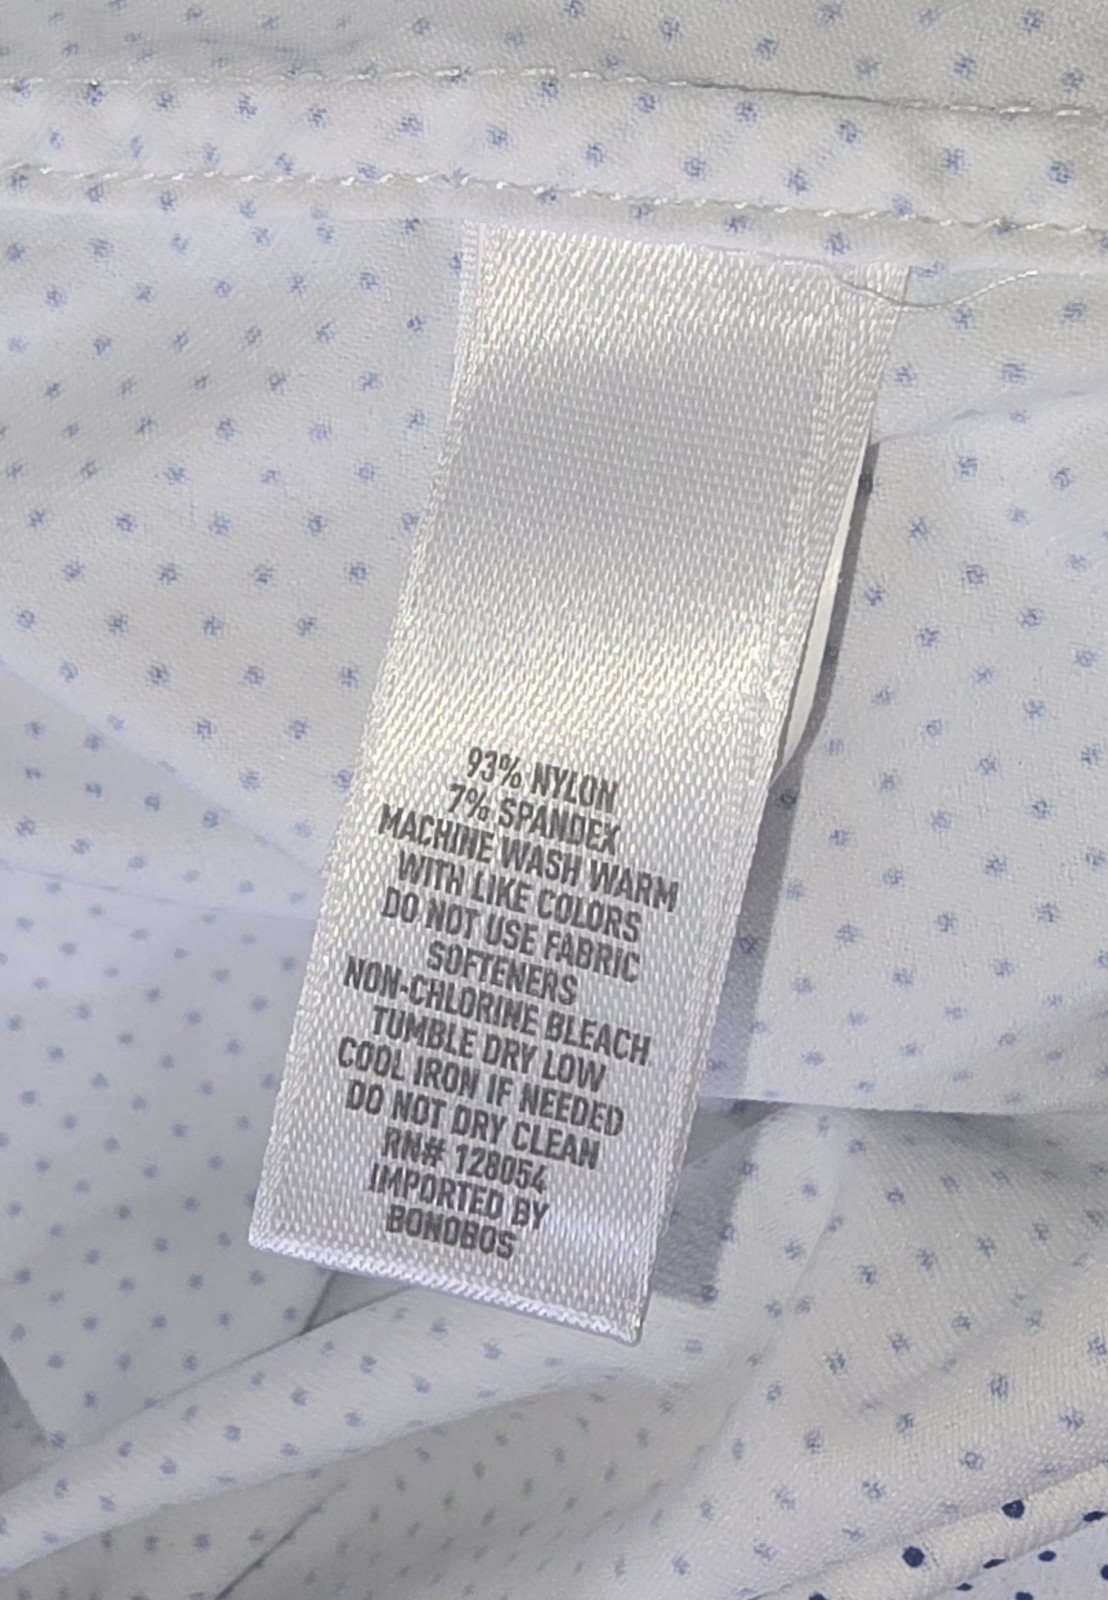 93% NYLON
7% SPANDEX
MACHINE WASH WARM
WITH LIKE COLORS
DO NOT USE FABRIC
SOFTENERS
NON-CHLORINE BLEACH
TUMBLE DRY LOW
COOL IRON IF NEEDED
DO NOT DRY CLEAN
RN# 128054
IMPORTED BY
BONOBOS